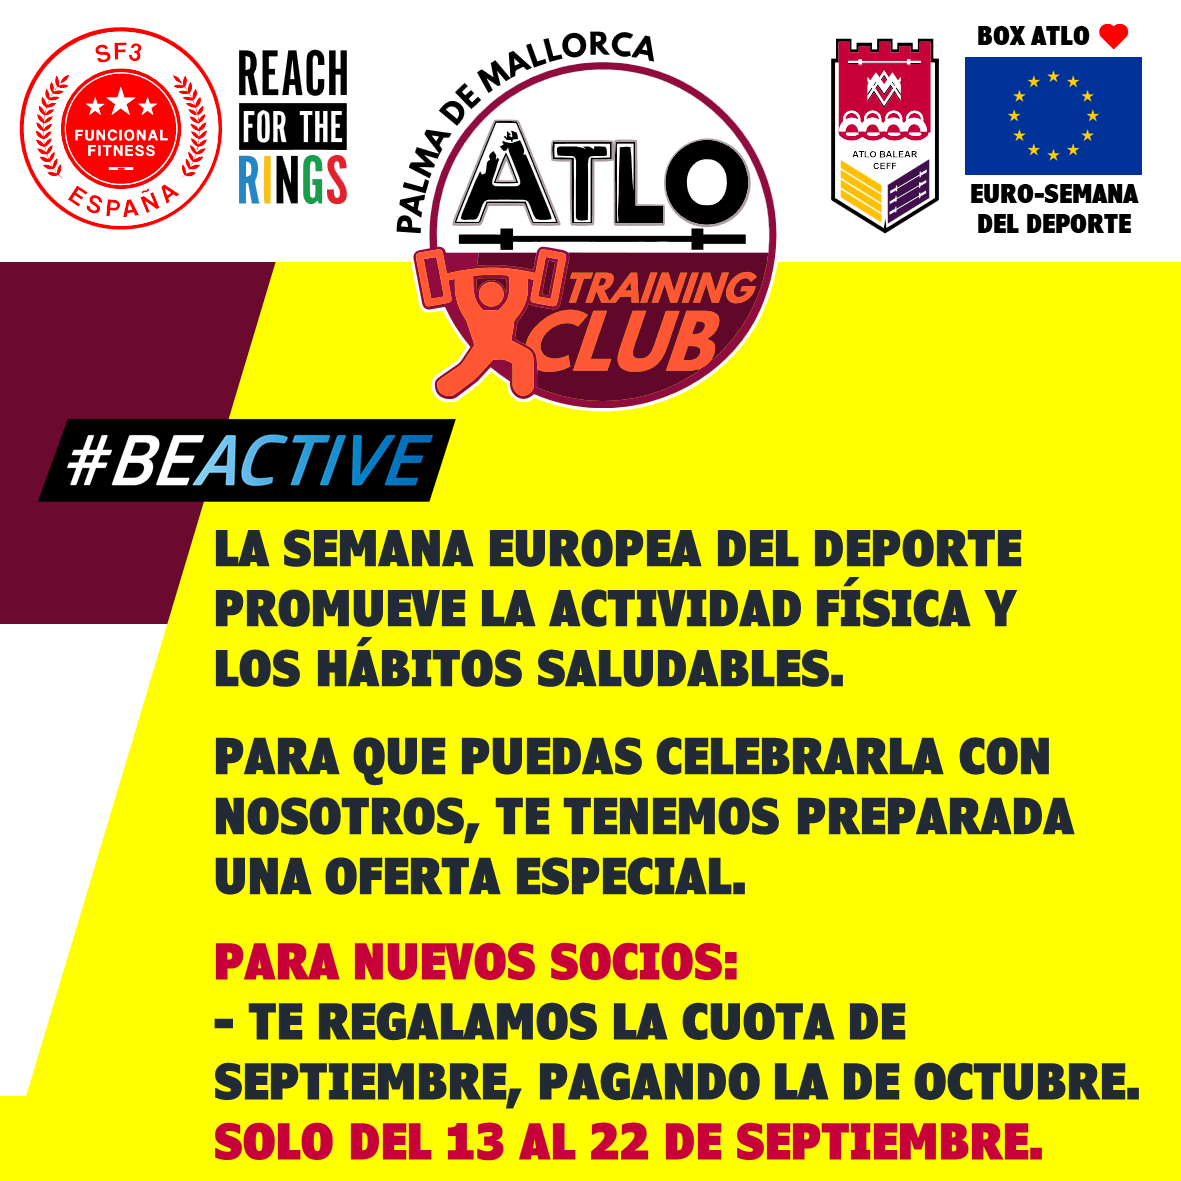 SF3
FUNCIONAL
FITNESS
ESPAÑA
REACH
FOR THE
RINGS
PALMA DE MALLORCA
ATLO
TRAINING
CLUB
ATLO BALEAR
CEFF
BOX ATLO
EURO-SEMANA
DEL DEPORTE
#BEACTIVE
LA SEMANA EUROPEA DEL DEPORTE
PROMUEVE LA ACTIVIDAD FÍSICA Y
LOS HÁBITOS SALUDABLES.
PARA QUE PUEDAS CELEBRARLA CON
NOSOTROS, TE TENEMOS PREPARADA
UNA OFERTA ESPECIAL.
PARA NUEVOS SOCIOS:
- TE REGALAMOS LA CUOTA DE
SEPTIEMBRE, PAGANDO LA DE OCTUBRE.
SOLO DEL 13 AL 22 DE SEPTIEMBRE.